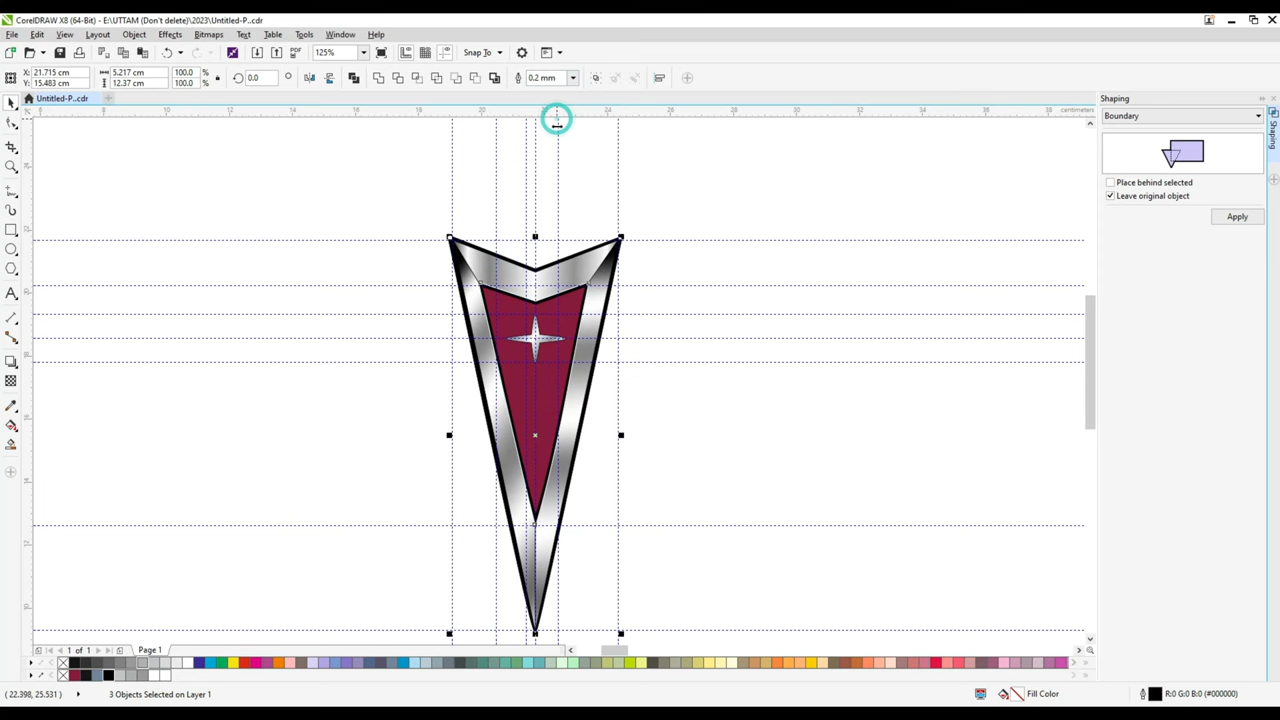 CorelDRAW X8 (64-Bit) - E:\UTTAM (Don't delete)\2023\Untitled-P..cdr
File Edit View Layout Object Effects Bitmaps Text Table Tools Window Help
125% Snap To
X: 21.715 cm 5.217 cm 100.0 % 0.0 ° 0.2 mm
Y: 15.483 cm 12.37 cm 100.0 %
Untitled-P..cdr
Shaping
centimeters
Boundary
Shaping
Place behind selected
Leave original object
Apply
1 of 1 Page 1
( 22.398, 25.531 ) 3 Objects Selected on Layer 1 Fill Color R:0 G:0 B:0 (#000000)